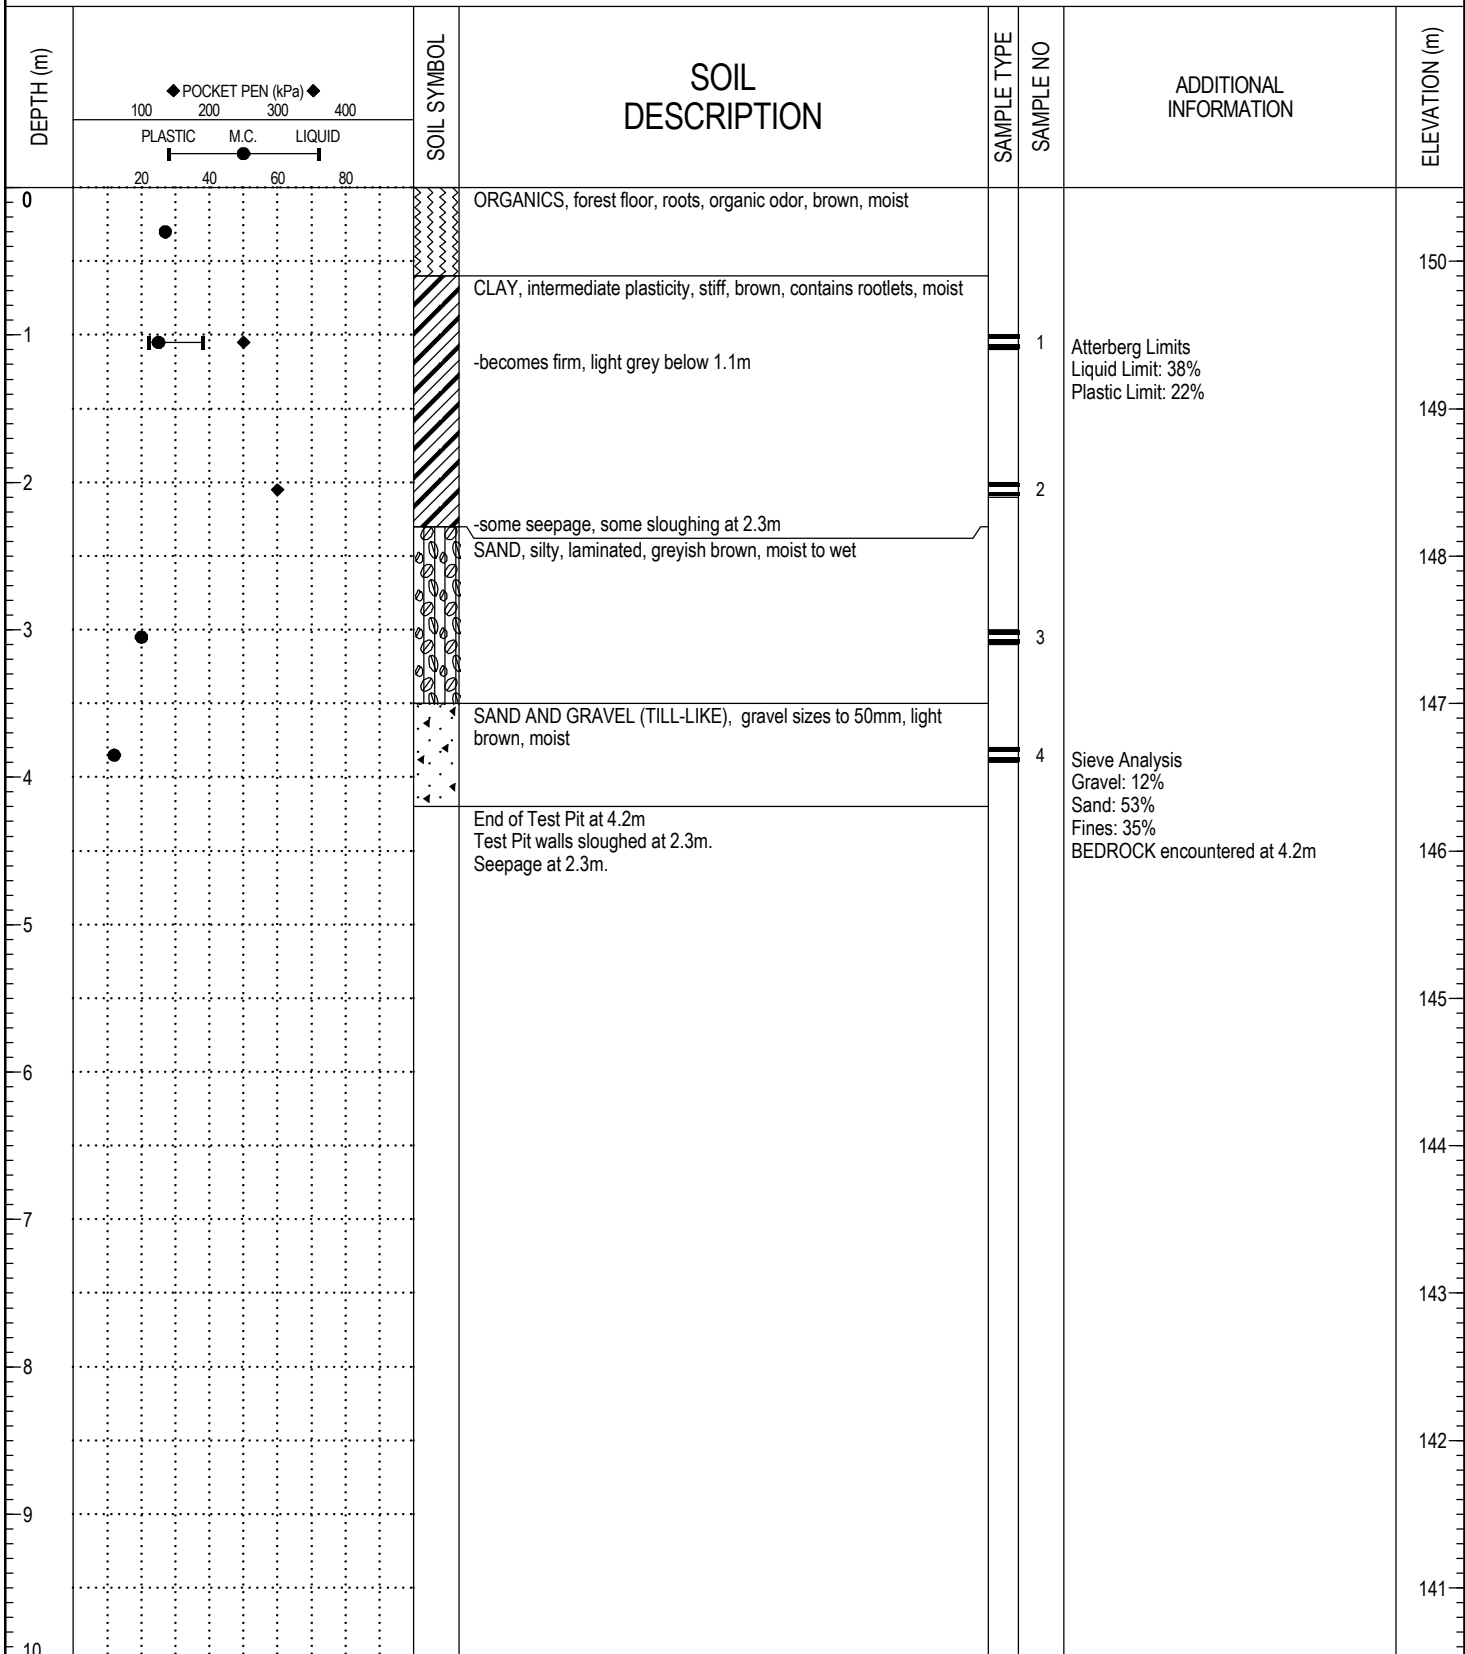 DEPTH (m)
◆ POCKET PEN (kPa) ◆
100 200 300 400
PLASTIC M.C. LIQUID
20 40 60 80
SOIL SYMBOL
SOIL
DESCRIPTION
SAMPLE TYPE
SAMPLE NO
ADDITIONAL
INFORMATION
ELEVATION (m)
0
ORGANICS, forest floor, roots, organic odor, brown, moist
150
CLAY, intermediate plasticity, stiff, brown, contains rootlets, moist
1
1
Atterberg Limits
-becomes firm, light grey below 1.1m
Liquid Limit: 38%
Plastic Limit: 22%
149
2
2
-some seepage, some sloughing at 2.3m
SAND, silty, laminated, greyish brown, moist to wet
148
3
3
147
SAND AND GRAVEL (TILL-LIKE), gravel sizes to 50mm, light
brown, moist
4
Sieve Analysis
4
Gravel: 12%
Sand: 53%
End of Test Pit at 4.2m
Fines: 35%
Test Pit walls sloughed at 2.3m.
BEDROCK encountered at 4.2m
146
Seepage at 2.3m.
5
145
6
144
7
143
8
142
9
141
10